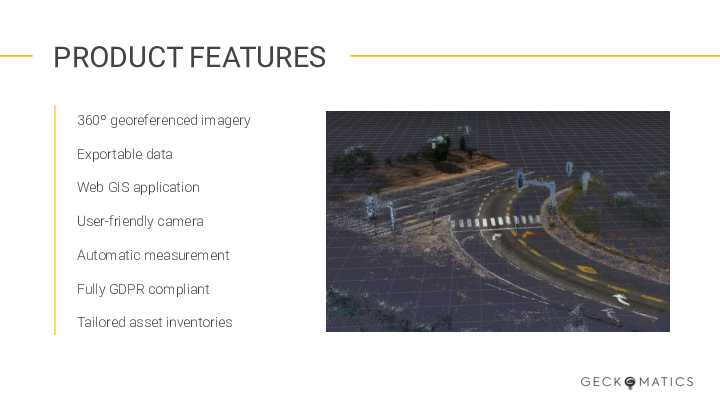 PRODUCT FEATURES
360º georeferenced imagery
Exportable data
Web GIS application
User-friendly camera
Automatic measurement
Fully GDPR compliant
Tailored asset inventories
GECKOMATICS